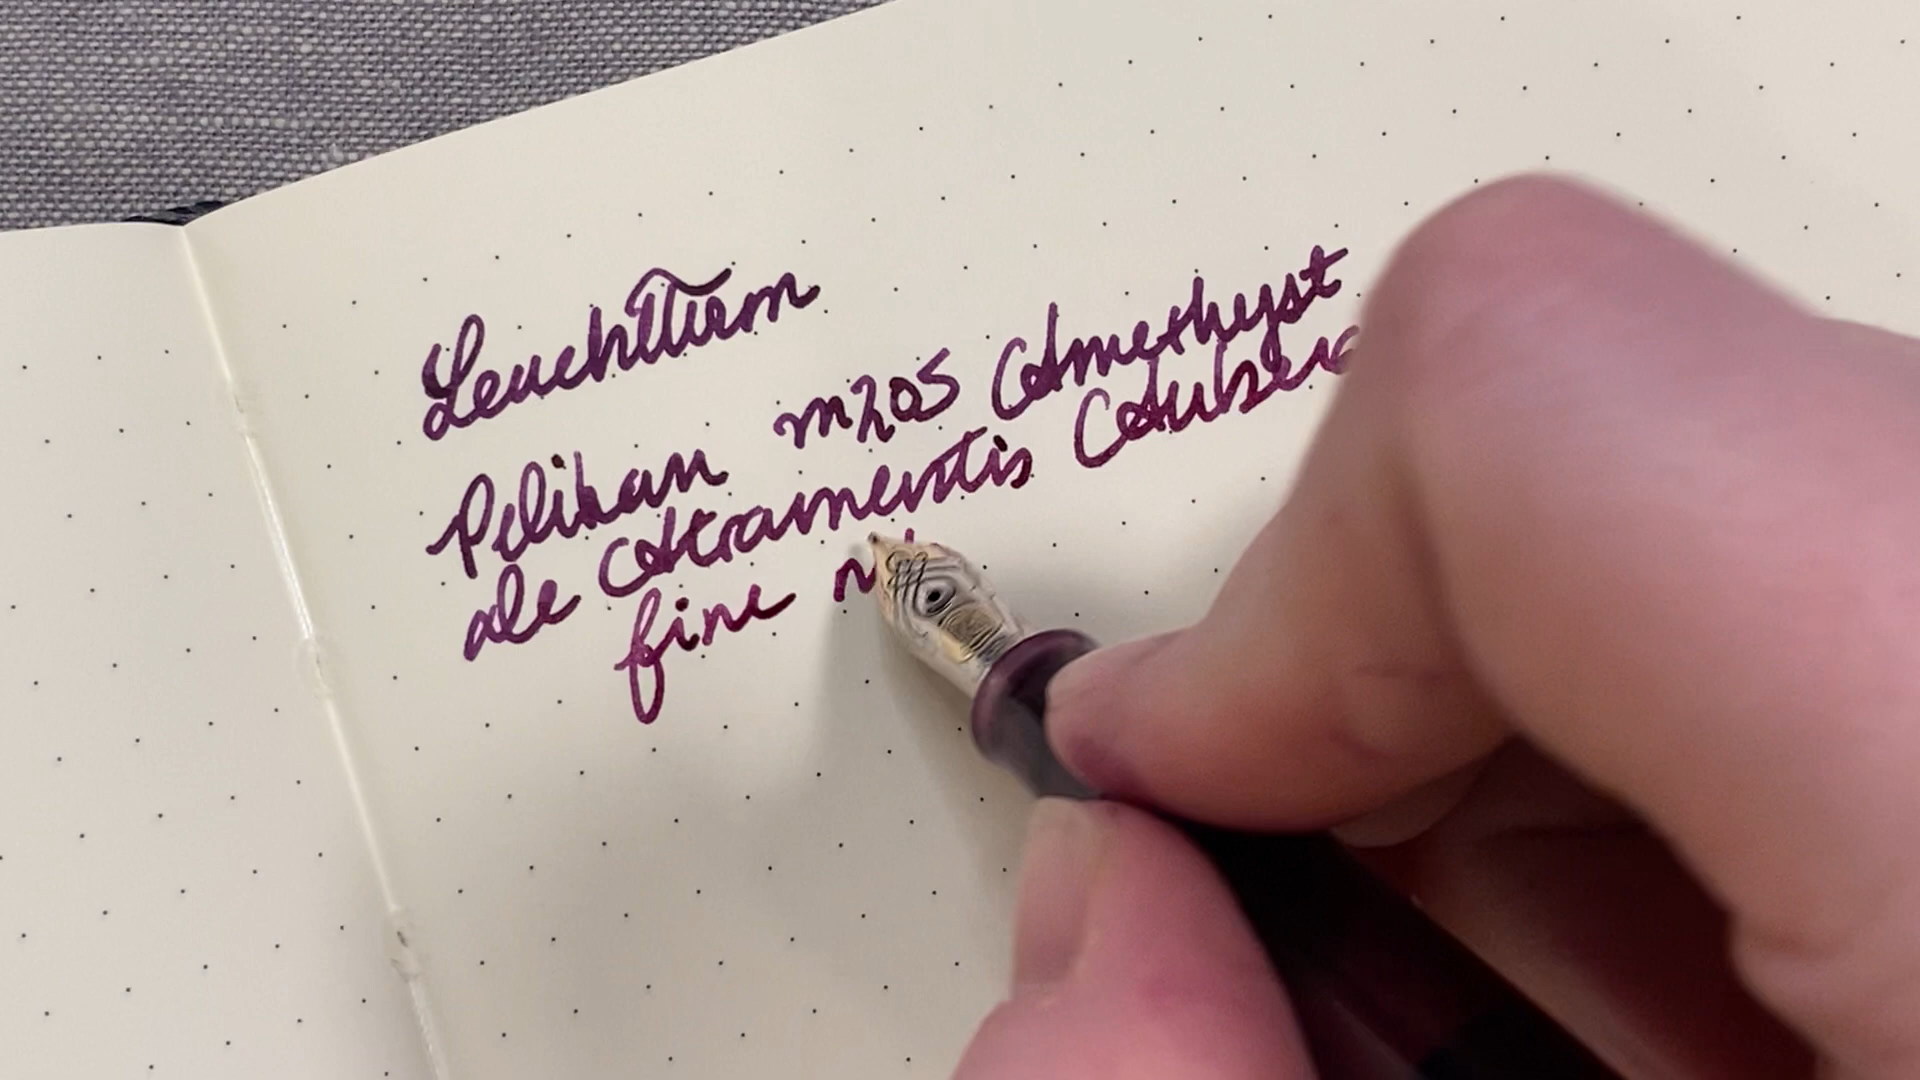 Leuchtturm
Pelikan m205 Amethyst
de Atramentis
fine